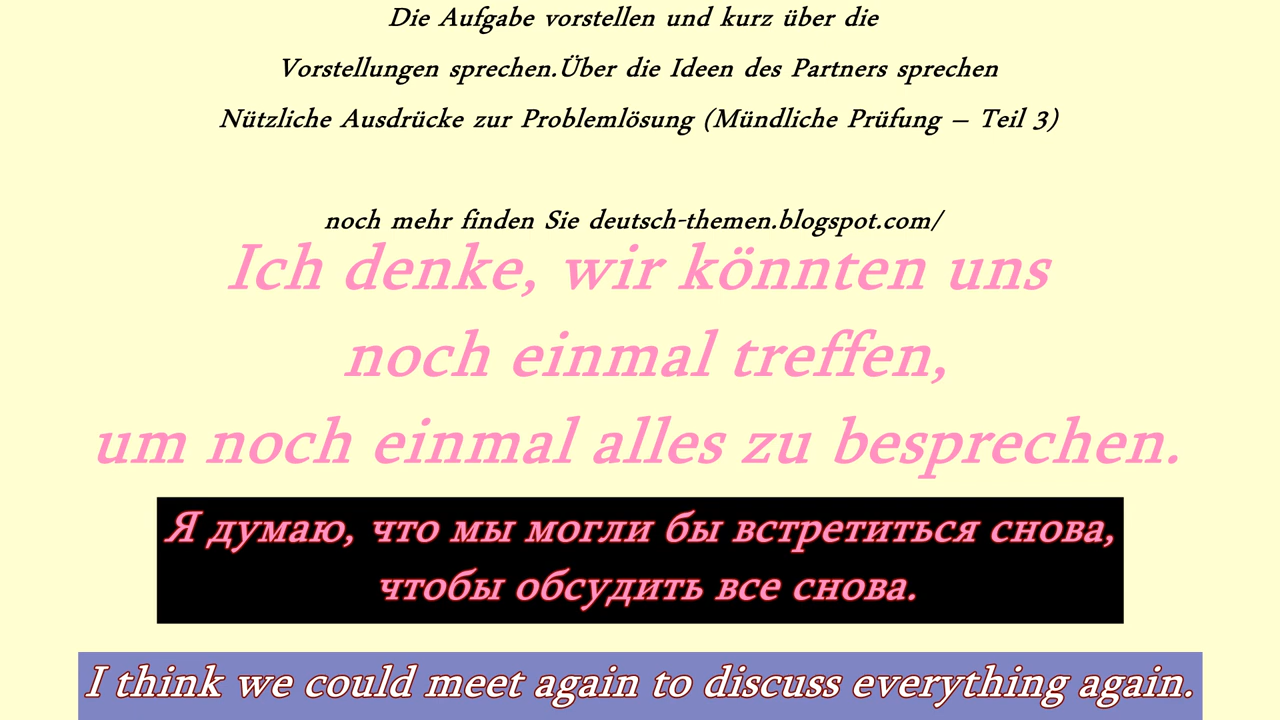 Die Aufgabe vorstellen und kurz über die
Vorstellungen sprechen.Über die Ideen des Partners sprechen
Nützliche Ausdrücke zur Problemlösung (Mündliche Prüfung – Teil 3)
noch mehr finden Sie deutsch-themen.blogspot.com/
Ich denke, wir könnten uns
noch einmal treffen,
um noch einmal alles zu besprechen.
Я думаю, что мы могли бы встретиться снова,
чтобы обсудить все снова.
I think we could meet again to discuss everything again.